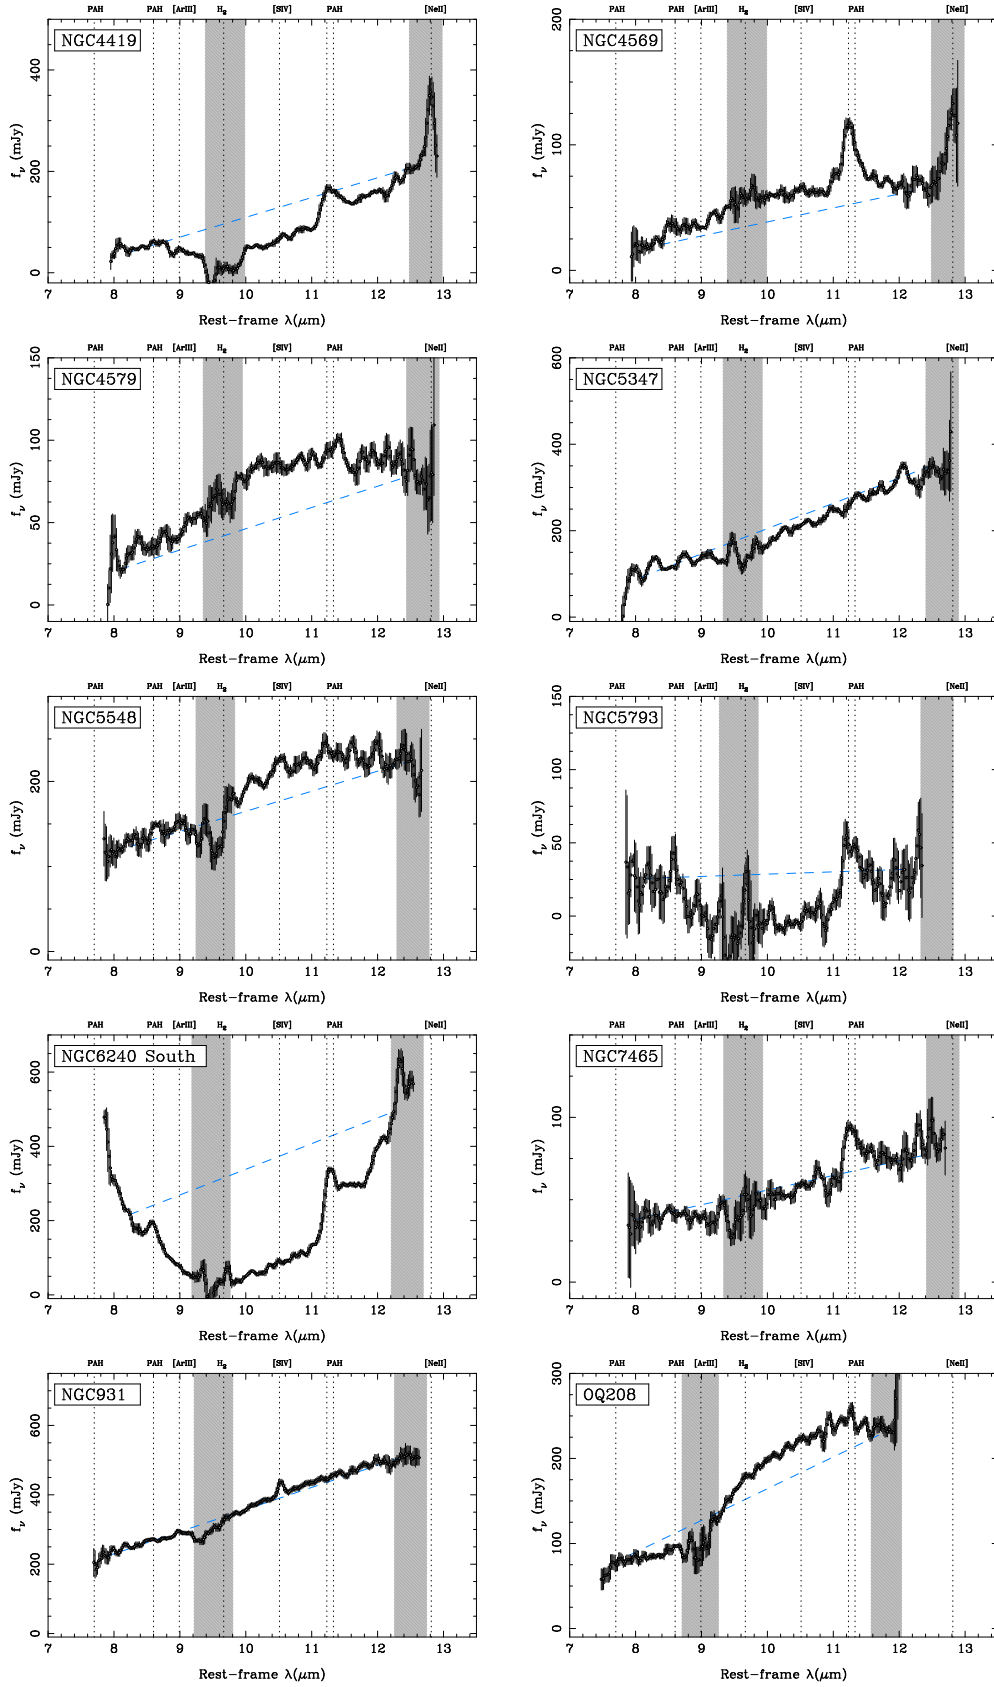 PAH PAH [ArIII] H2 [SIV] PAH [NeII] PAH PAH [ArIII] H2 [SIV] PAH [NeII]
NGC4419 NGC4569
fν (mJy) 0 200 400 fν (mJy) 0 100 200
7 8 9 10 11 12 13 7 8 9 10 11 12 13
Rest-frame λ(μm) Rest-frame λ(μm)
PAH PAH [ArIII] H2 [SIV] PAH [NeII] PAH PAH [ArIII] H2 [SIV] PAH [NeII]
NGC4579 NGC5347
fν (mJy) 0 50 100 150 fν (mJy) 0 200 400 600
7 8 9 10 11 12 13 7 8 9 10 11 12 13
Rest-frame λ(μm) Rest-frame λ(μm)
PAH PAH [ArIII] H2 [SIV] PAH [NeII] PAH PAH [ArIII] H2 [SIV] PAH [NeII]
NGC5548 NGC5793
fν (mJy) 0 200 fν (mJy) 0 50 100 150
7 8 9 10 11 12 13 7 8 9 10 11 12 13
Rest-frame λ(μm) Rest-frame λ(μm)
PAH PAH [ArIII] H2 [SIV] PAH [NeII] PAH PAH [ArIII] H2 [SIV] PAH [NeII]
NGC6240 South NGC7465
fν (mJy) 0 200 400 600 fν (mJy) 0 100
7 8 9 10 11 12 13 7 8 9 10 11 12 13
Rest-frame λ(μm) Rest-frame λ(μm)
PAH PAH [ArIII] H2 [SIV] PAH [NeII] PAH PAH [ArIII] H2 [SIV] PAH [NeII]
NGC931 OQ208
fν (mJy) 0 200 400 600 fν (mJy) 0 100 200 300
7 8 9 10 11 12 13 7 8 9 10 11 12 13
Rest-frame λ(μm) Rest-frame λ(μm)